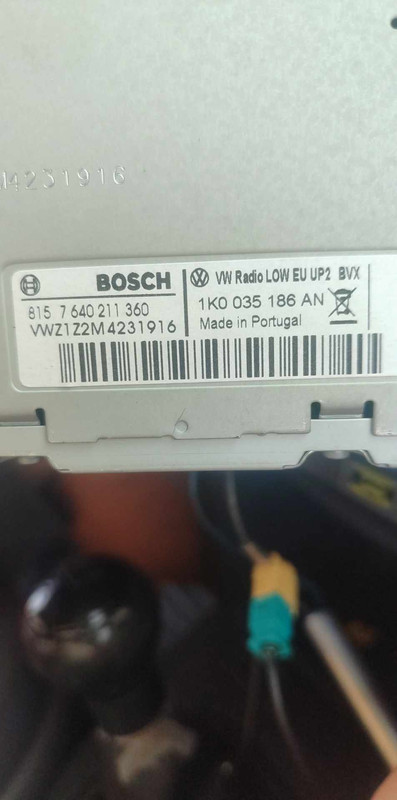 M4231916
BOSCH
815 7 640 211 360
VWZ1Z2M4231916
VW Radio LOW EU UP2 BVX
1K0 035 186 AN
Made in Portugal